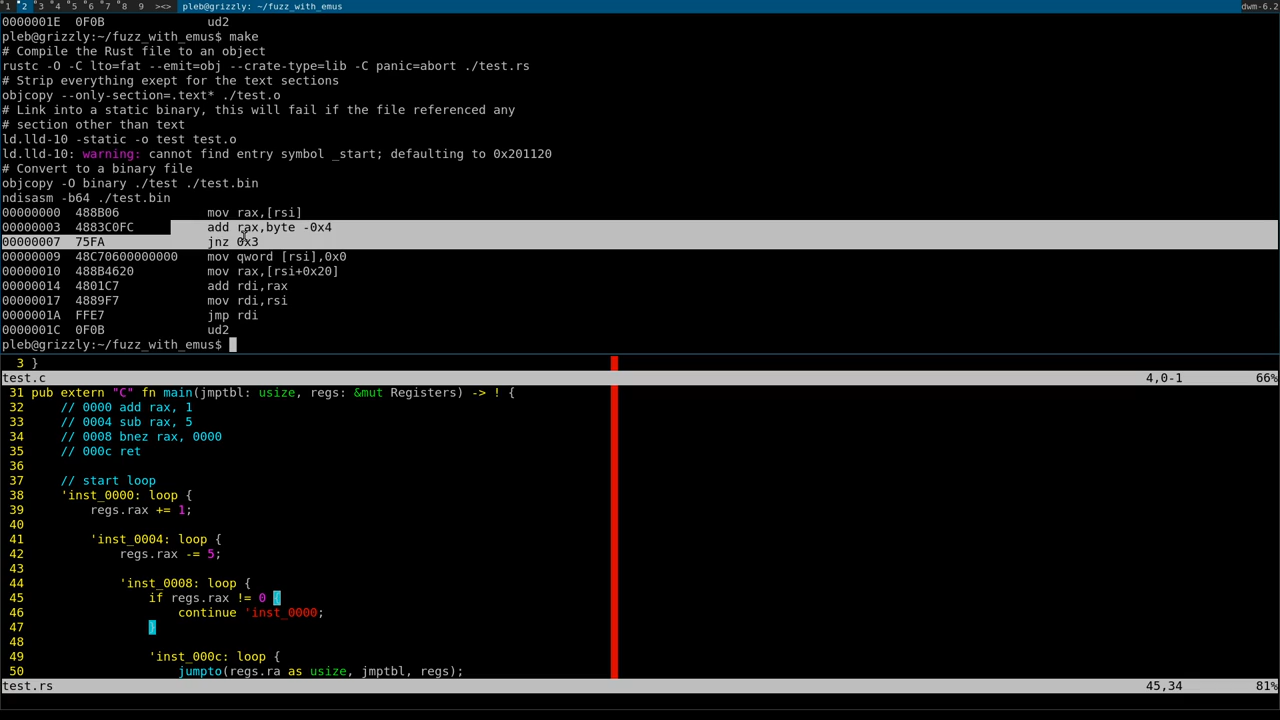 1 2 3 4 5 6 7 8 9 ><> pleb@grizzly: ~/fuzz_with_emus dwm-6.2
0000001E  0F0B              ud2
pleb@grizzly:~/fuzz_with_emus$ make
# Compile the Rust file to an object
rustc -O -C lto=fat --emit=obj --crate-type=lib -C panic=abort ./test.rs
# Strip everything exept for the text sections
objcopy --only-section=.text* ./test.o
# Link into a static binary, this will fail if the file referenced any
# section other than text
ld.lld-10 -static -o test test.o
ld.lld-10: warning: cannot find entry symbol _start; defaulting to 0x201120
# Convert to a binary file
objcopy -O binary ./test ./test.bin
ndisasm -b64 ./test.bin
00000000  488B06            mov rax,[rsi]
00000003  4883C0FC          add rax,byte -0x4
00000007  75FA              jnz 0x3
00000009  48C70600000000    mov qword [rsi],0x0
00000010  488B4620          mov rax,[rsi+0x20]
00000014  4801C7            add rdi,rax
00000017  4889F7            mov rdi,rsi
0000001A  FFE7              jmp rdi
0000001C  0F0B              ud2
pleb@grizzly:~/fuzz_with_emus$
3 }
test.c 4,0-1 66%
31 pub extern "C" fn main(jmptbl: usize, regs: &mut Registers) -> ! {
32     // 0000 add rax, 1
33     // 0004 sub rax, 5
34     // 0008 bnez rax, 0000
35     // 000c ret
36
37     // start loop
38     'inst_0000: loop {
39         regs.rax += 1;
40
41         'inst_0004: loop {
42             regs.rax -= 5;
43
44             'inst_0008: loop {
45                 if regs.rax != 0 {
46                     continue 'inst_0000;
47                 }
48
49                 'inst_000c: loop {
50                     jumpto(regs.ra as usize, jmptbl, regs);
test.rs 45,34 81%